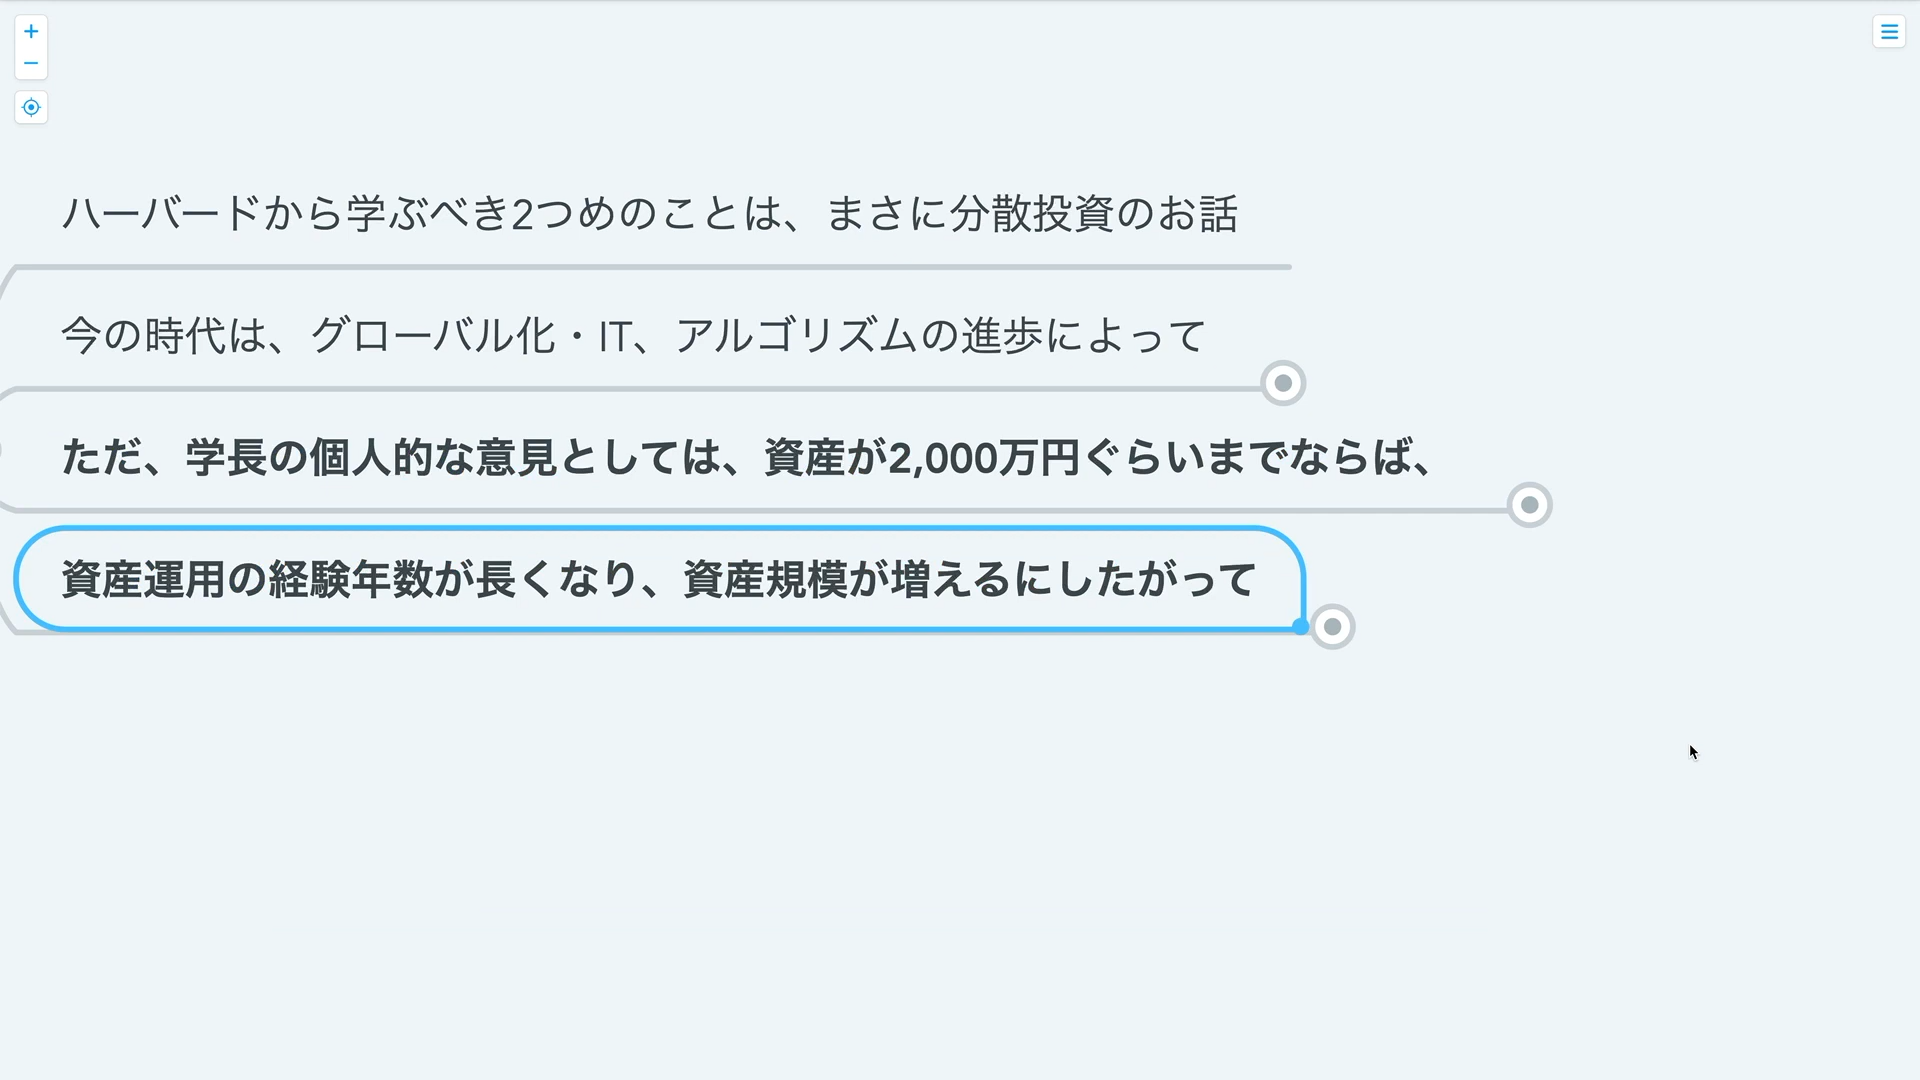 ハーバードから学ぶべき2つめのことは、まさに分散投資のお話
今の時代は、グローバル化・IT、アルゴリズムの進歩によって
ただ、学長の個人的な意見としては、資産が2,000万円ぐらいまでならば、
資産運用の経験年数が長くなり、資産規模が増えるにしたがって